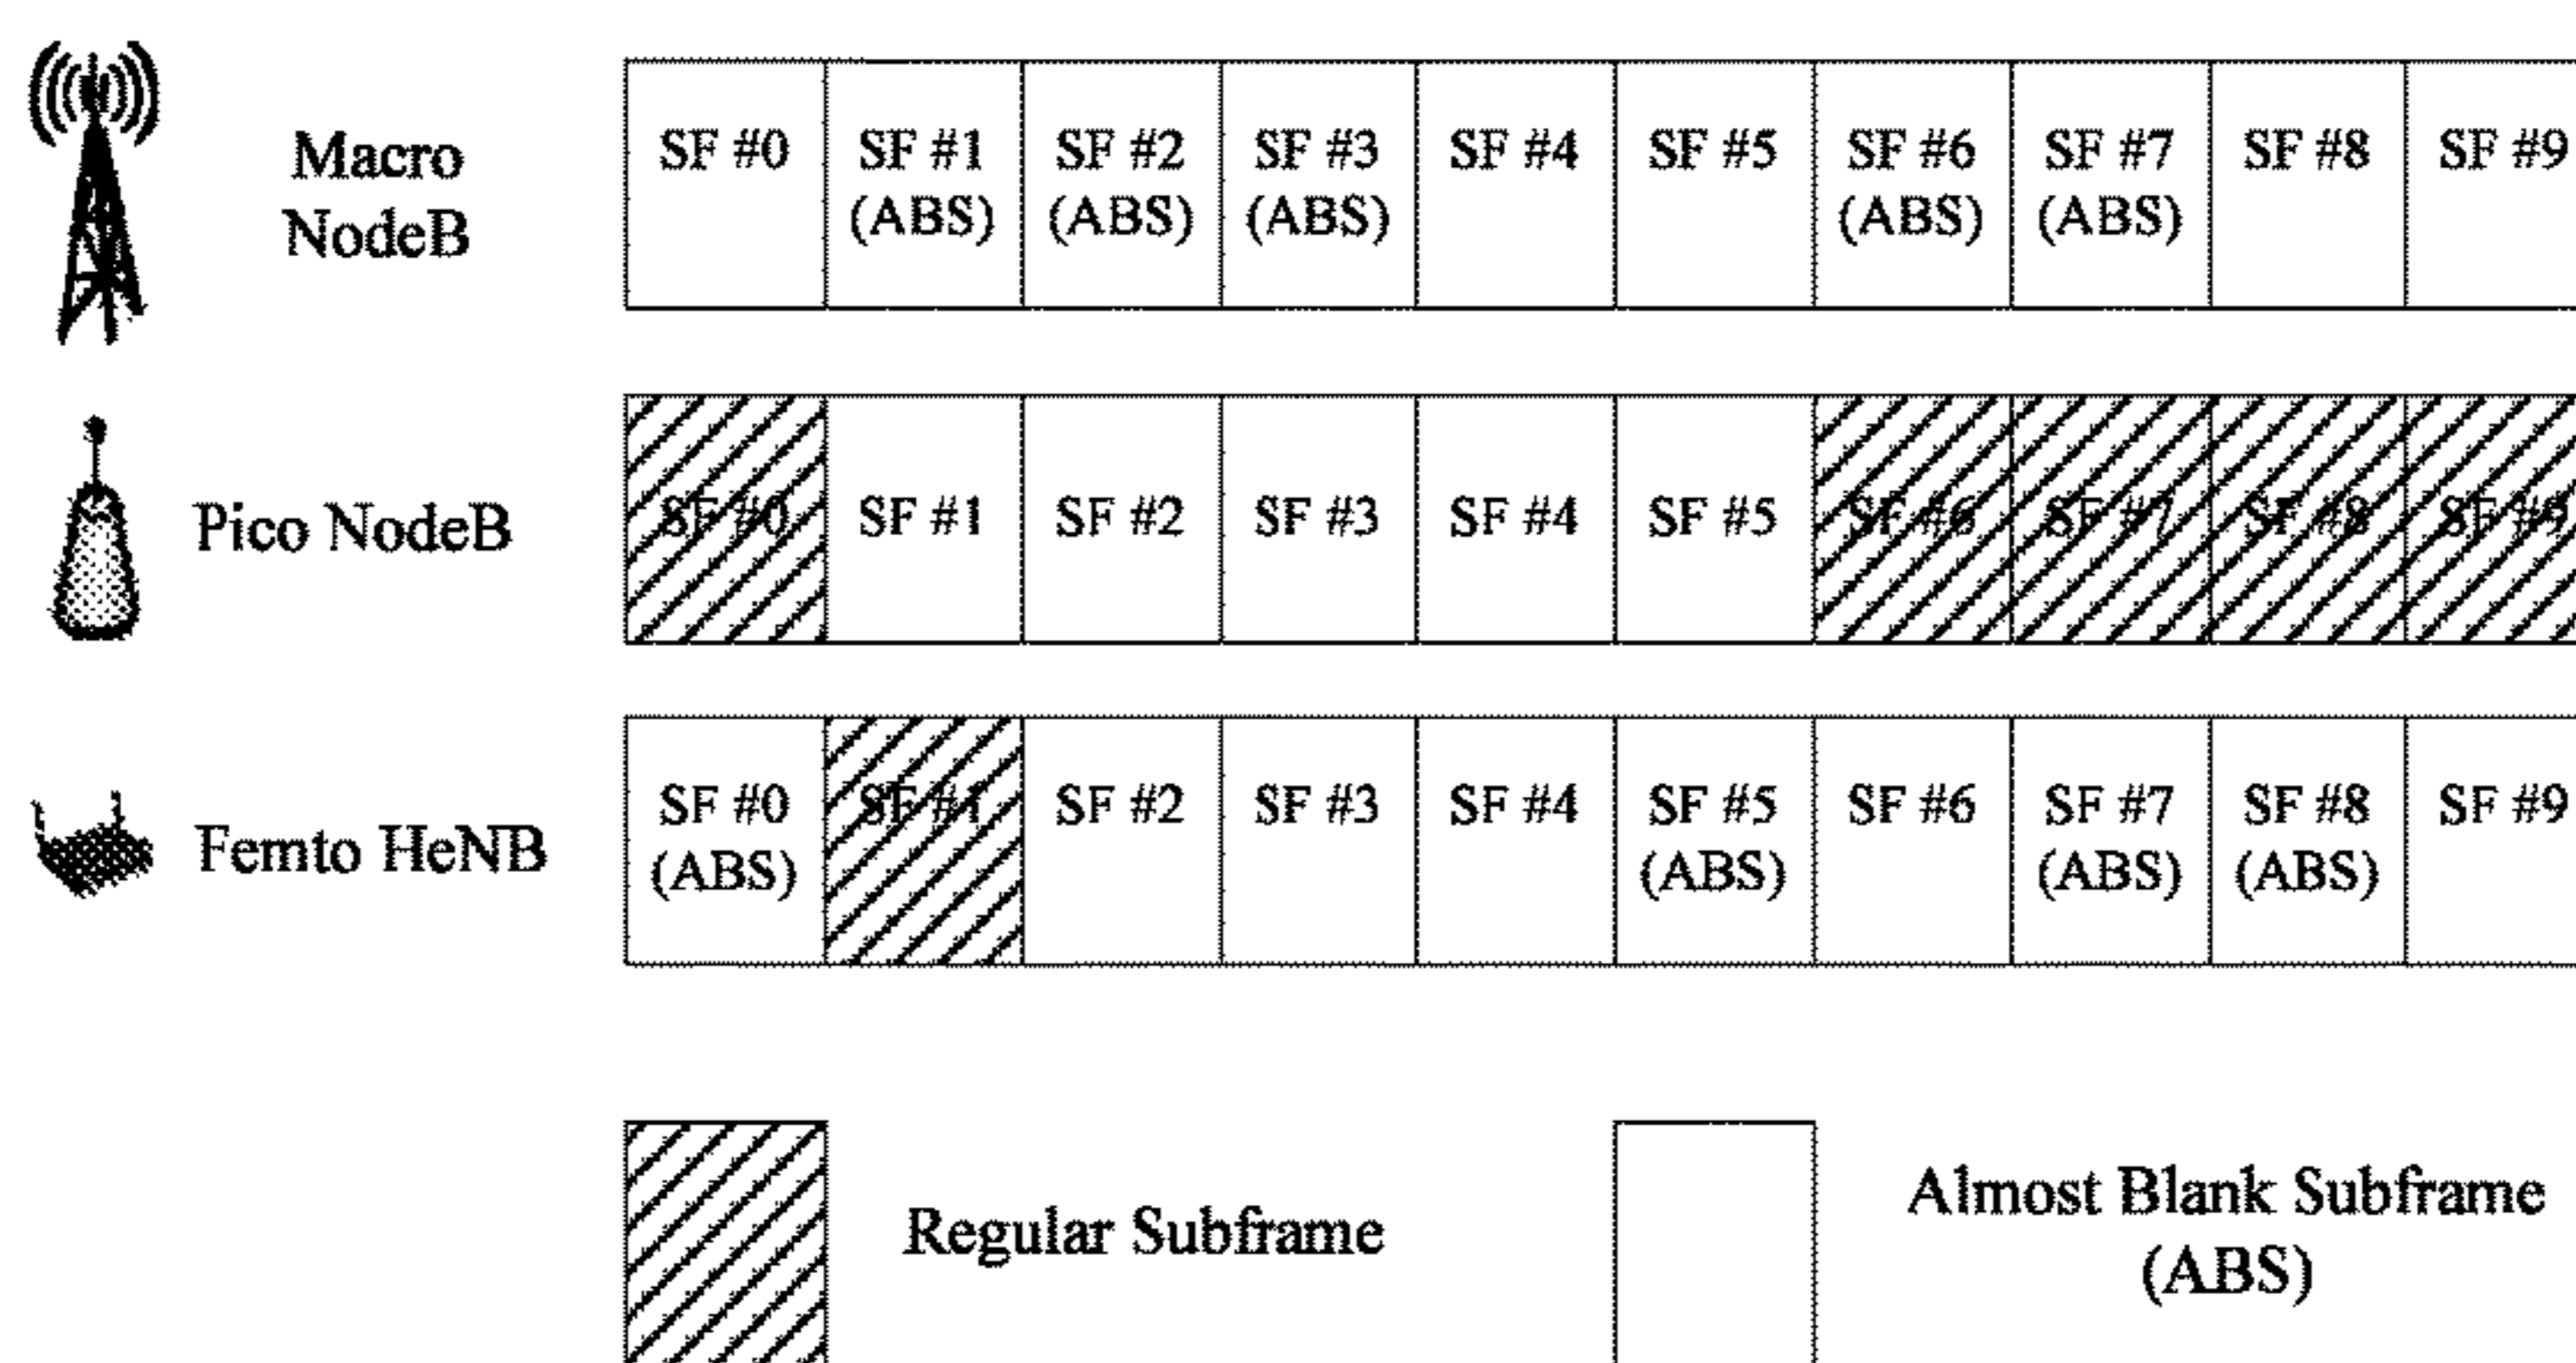 Macro
NodeB
SF #0
SF #1
(ABS)
SF #2
(ABS)
SF #3
(ABS)
SF #4
SF #5
SF #6
(ABS)
SF #7
(ABS)
SF #8
SF #9
Pico NodeB
SF #0
SF #1
SF #2
SF #3
SF #4
SF #5
SF #6
SF #7
SF #8
SF #9
Femto HeNB
SF #0
(ABS)
SF #1
SF #2
SF #3
SF #4
SF #5
(ABS)
SF #6
SF #7
(ABS)
SF #8
(ABS)
SF #9
Regular Subframe
Almost Blank Subframe
(ABS)